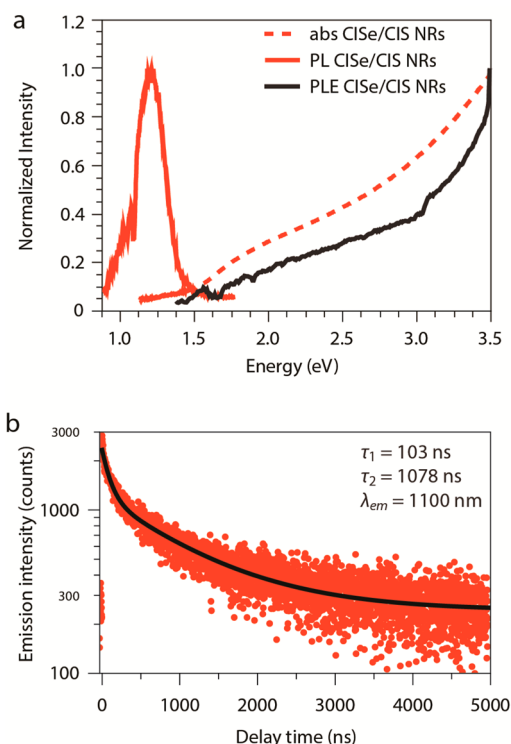 a
abs CISe/CIS NRs
PL CISe/CIS NRs
PLE CISe/CIS NRs
1.2
1.0
0.8
0.6
0.4
0.2
0
Normalized Intensity
1.0 1.5 2.0 2.5 3.0 3.5
Energy (eV)
b
3000
1000
300
100
Emission intensity (counts)
τ1 = 103 ns
τ2 = 1078 ns
λem = 1100 nm
0 1000 2000 3000 4000 5000
Delay time (ns)